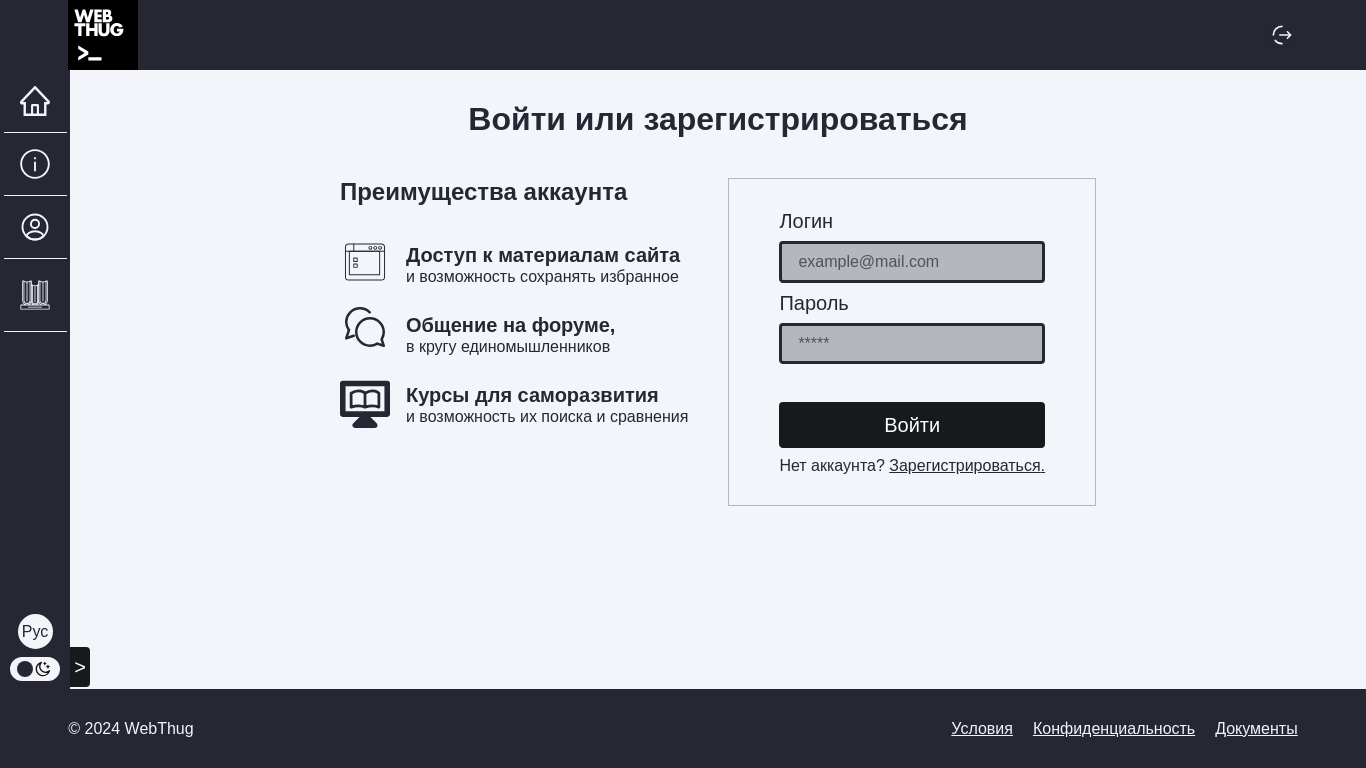 WEB
THUG
>_
Войти или зарегистрироваться
Преимущества аккаунта
Доступ к материалам сайта
и возможность сохранять избранное
Общение на форуме,
в кругу единомышленников
Курсы для саморазвития
и возможность их поиска и сравнения
Логин
example@mail.com
Пароль
*****
Войти
Нет аккаунта? Зарегистрироваться.
Рус
>
© 2024 WebThug
Условия Конфиденциальность Документы